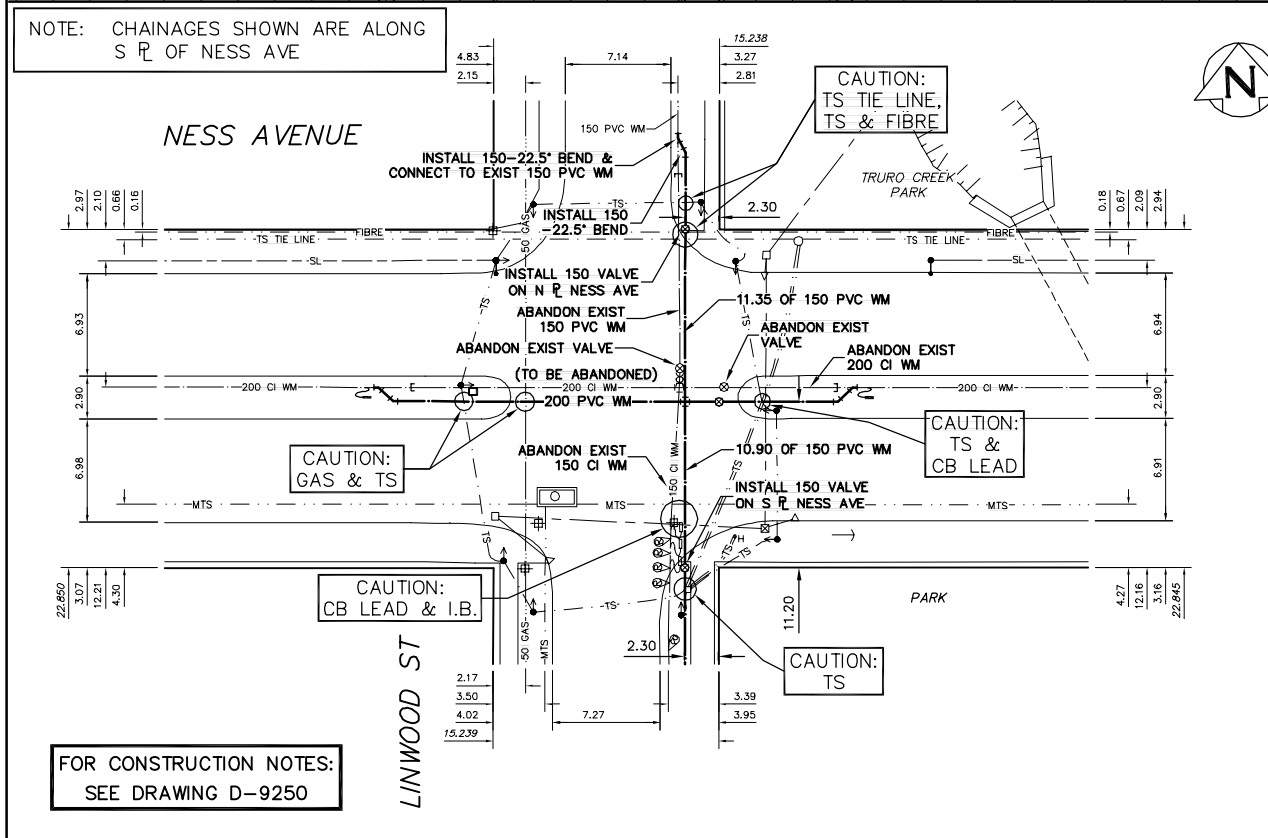 NOTE: CHAINAGES SHOWN ARE ALONG
S ⅊ OF NESS AVE
15.238
4.83
7.14
3.27
2.15
2.81
CAUTION:
TS TIE LINE,
TS & FIBRE
N
NESS AVENUE
150 PVC WM
INSTALL 150-22.5° BEND &
CONNECT TO EXIST 150 PVC WM
TRURO CREEK
PARK
2.97
2.10
0.66
0.16
50 GAS
TS
INSTALL 150
-22.5° BEND
2.30
0.18
0.67
2.09
2.94
TS TIE LINE
FIBRE
TS TIE LINE
FIBRE
SL
SL
INSTALL 150 VALVE
ON N ⅊ NESS AVE
TS
TS
11.35 OF 150 PVC WM
ABANDON EXIST
150 PVC WM
6.93
6.94
ABANDON EXIST
VALVE
ABANDON EXIST VALVE
ABANDON EXIST
200 CI WM
(TO BE ABANDONED)
200 CI WM
200 CI WM
200 CI WM
2.90
2.90
200 PVC WM
CAUTION:
GAS & TS
ABANDON EXIST
150 CI WM
150 CI WM
10.90 OF 150 PVC WM
CAUTION:
TS &
CB LEAD
TS
6.98
6.91
INSTALL 150 VALVE
ON S ⅊ NESS AVE
MTS
MTS
MTS
TS
TS
H
TS
CAUTION:
CB LEAD & I.B.
TS
22.850
3.07
12.21
4.30
PARK
11.20
4.27
12.16
3.16
22.845
50 GAS
MTS
2.30
CAUTION:
TS
LINWOOD ST
2.17
3.50
3.39
4.02
7.27
3.95
15.239
FOR CONSTRUCTION NOTES:
SEE DRAWING D-9250